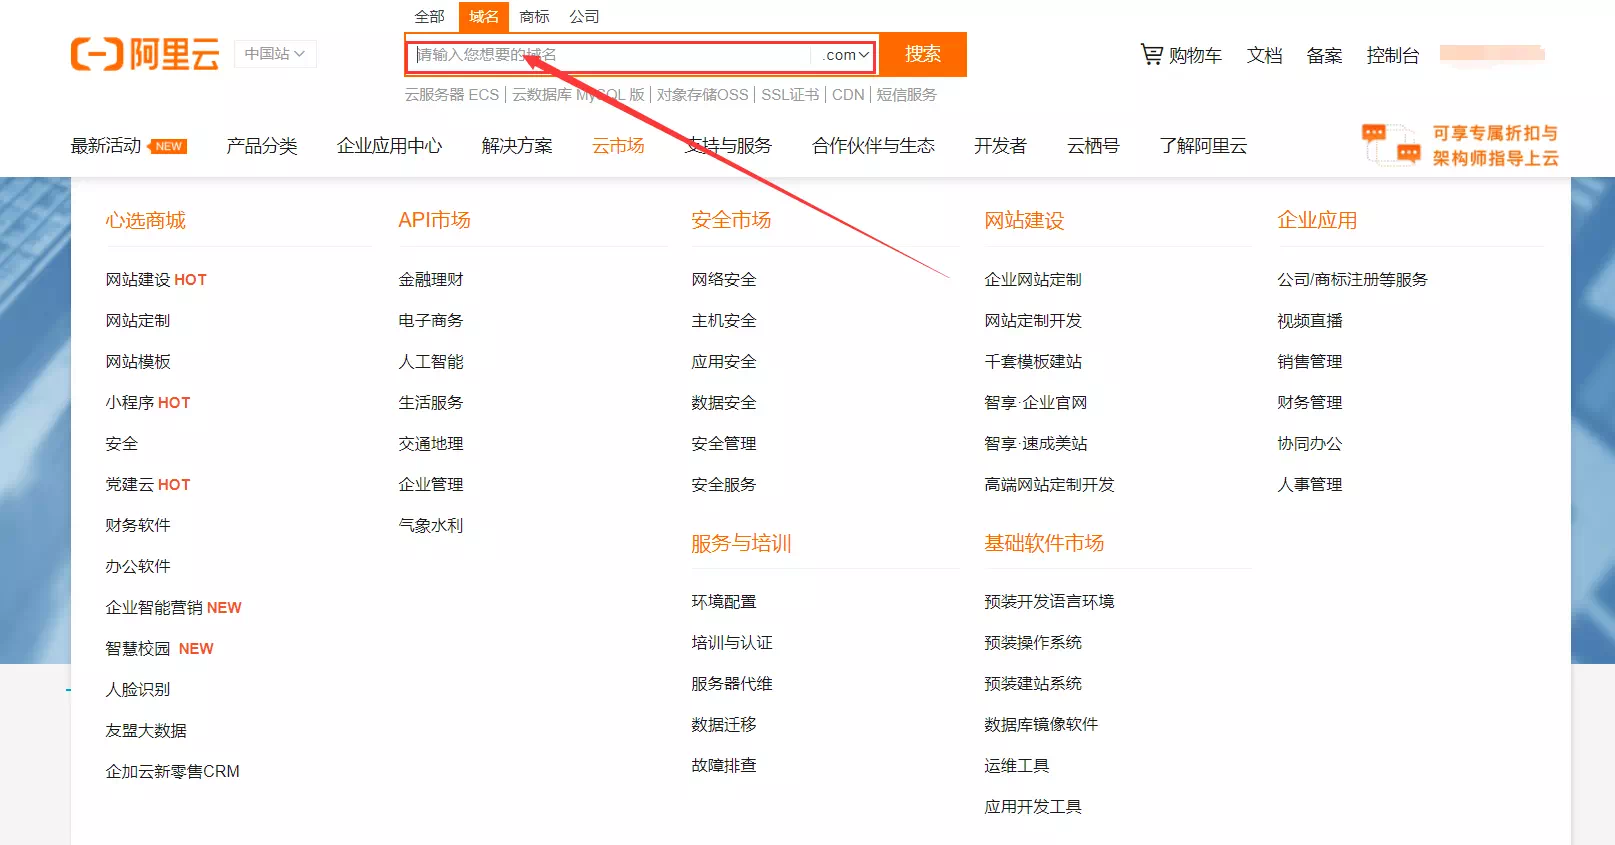 全部 域名 商标 公司
阿里云 中国站 请输入您想要的域名 .com 搜索 购物车 文档 备案 控制台
云服务器 ECS 云数据库 MySQL 版 对象存储OSS SSL证书 CDN 短信服务
最新活动 NEW 产品分类 企业应用中心 解决方案 云市场 支持与服务 合作伙伴与生态 开发者 云栖号 了解阿里云
可享专属折扣与
架构师指导上云
心选商城
网站建设 HOT
网站定制
网站模板
小程序 HOT
安全
党建云 HOT
财务软件
办公软件
企业智能营销 NEW
智慧校园 NEW
人脸识别
友盟大数据
企加云新零售CRM
API市场
金融理财
电子商务
人工智能
生活服务
交通地理
企业管理
气象水利
安全市场
网络安全
主机安全
应用安全
数据安全
安全管理
安全服务
服务与培训
环境配置
培训与认证
服务器代维
数据迁移
故障排查
网站建设
企业网站定制
网站定制开发
千套模板建站
智享·企业官网
智享·速成美站
高端网站定制开发
基础软件市场
预装开发语言环境
预装操作系统
预装建站系统
数据库镜像软件
运维工具
应用开发工具
企业应用
公司/商标注册等服务
视频直播
销售管理
财务管理
协同办公
人事管理